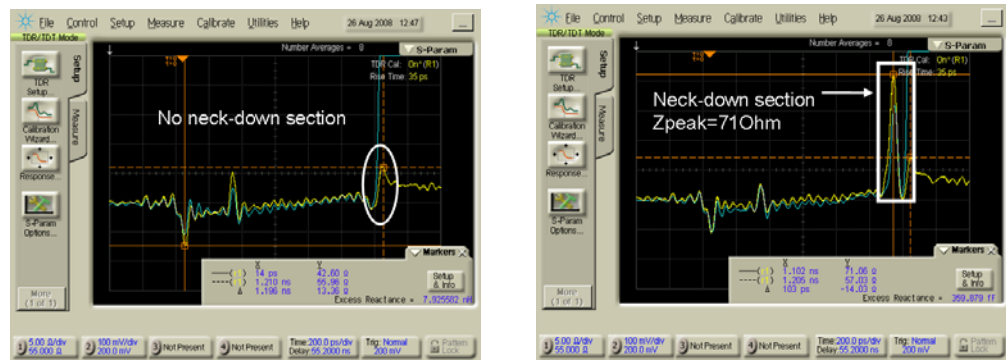 File Control Setup Measure Calibrate Utilities Help 26 Aug 2008 12:47
TDR/TDT Mode
Number Averages = 8
S-Param
Setup
Measure
TDR
Setup...
Calibration
Wizard...
Response...
S-Param
Options...
More
(1 of 1)
TDR Cal: On* (R1)
Rise Time: 35 ps
No neck-down section
Markers
X Y
14 ps 42.60 Ω
1.210 ns 55.96 Ω
Δ 1.196 ns 13.36 Ω
Setup
& Info
Excess Reactance = 7.925502 nH
1) 5.00 Ω/div 55.000 Ω
2) 100 mV/div 200.0 mV
3) Not Present
4) Not Present
Time:200.0 ps/div Delay:55.2000 ns
Trig: Normal 200 mV
Pattern Lock
File Control Setup Measure Calibrate Utilities Help 26 Aug 2008 12:43
TDR/TDT Mode
Number Averages = 8
S-Param
Setup
Measure
TDR
Setup...
Calibration
Wizard...
Response...
S-Param
Options...
More
(1 of 1)
TDR Cal: On* (R1)
Rise Time: 35 ps
Neck-down section
Zpeak=71Ohm
Markers
X Y
1.102 ns 71.06 Ω
1.205 ns 57.03 Ω
Δ 103 ps -14.03 Ω
Setup
& Info
Excess Reactance = 359.879 fF
1) 5.00 Ω/div 55.000 Ω
2) 100 mV/div 200.0 mV
3) Not Present
4) Not Present
Time:200.0 ps/div Delay:55.2000 ns
Trig: Normal 200 mV
Pattern Lock